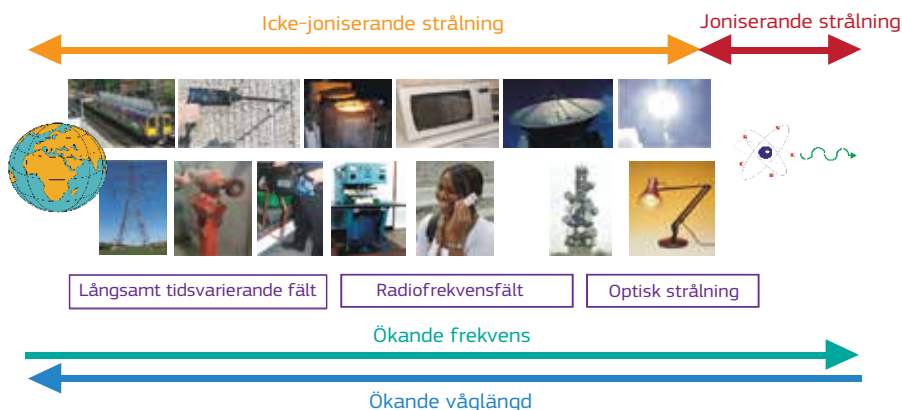 Icke-joniserande strålning
Joniserande strålning
Långsamt tidsvarierande fält
Radiofrekvensfält
Optisk strålning
Ökande frekvens
Ökande våglängd